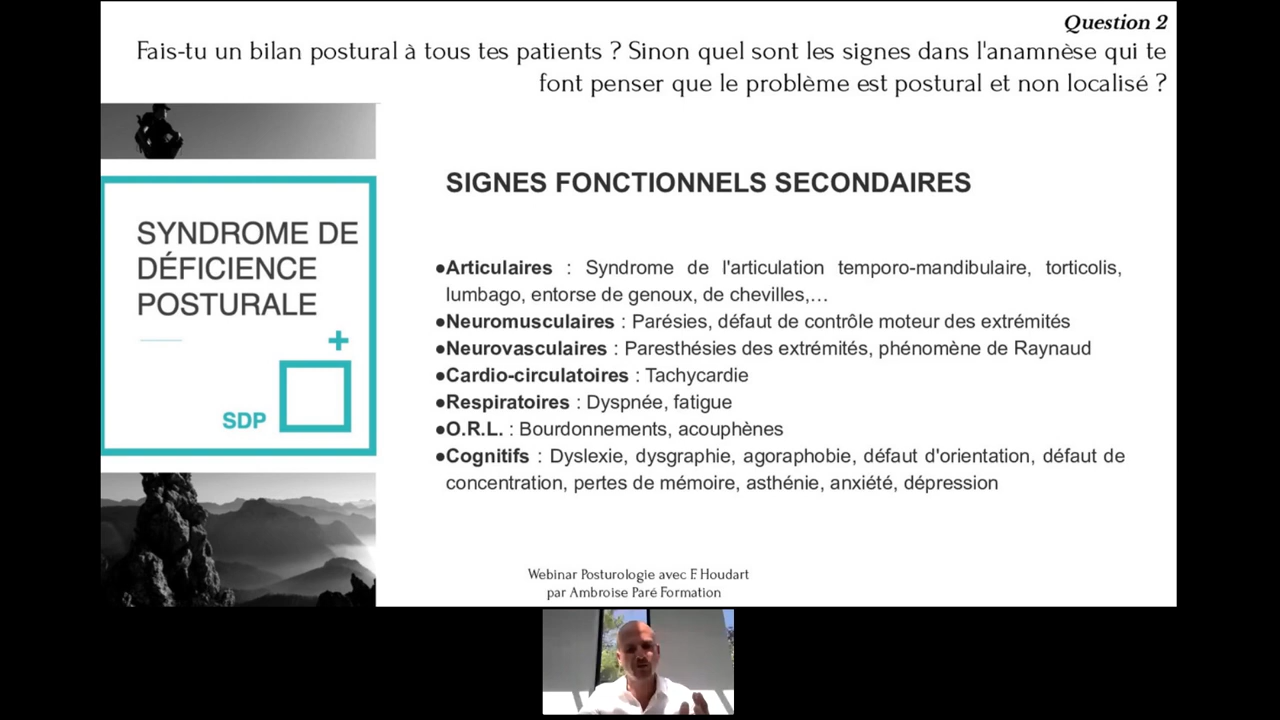 Question 2
Fais-tu un bilan postural à tous tes patients ? Sinon quel sont les signes dans l'anamnèse qui te
font penser que le problème est postural et non localisé ?
SYNDROME DE
DÉFICIENCE
POSTURALE
+
SDP
SIGNES FONCTIONNELS SECONDAIRES
●Articulaires : Syndrome de l'articulation temporo-mandibulaire, torticolis,
lumbago, entorse de genoux, de chevilles,…
●Neuromusculaires : Parésies, défaut de contrôle moteur des extrémités
●Neurovasculaires : Paresthésies des extrémités, phénomène de Raynaud
●Cardio-circulatoires : Tachycardie
●Respiratoires : Dyspnée, fatigue
●O.R.L. : Bourdonnements, acouphènes
●Cognitifs : Dyslexie, dysgraphie, agoraphobie, défaut d'orientation, défaut de
concentration, pertes de mémoire, asthénie, anxiété, dépression
Webinar Posturologie avec F. Houdart
par Ambroise Paré Formation